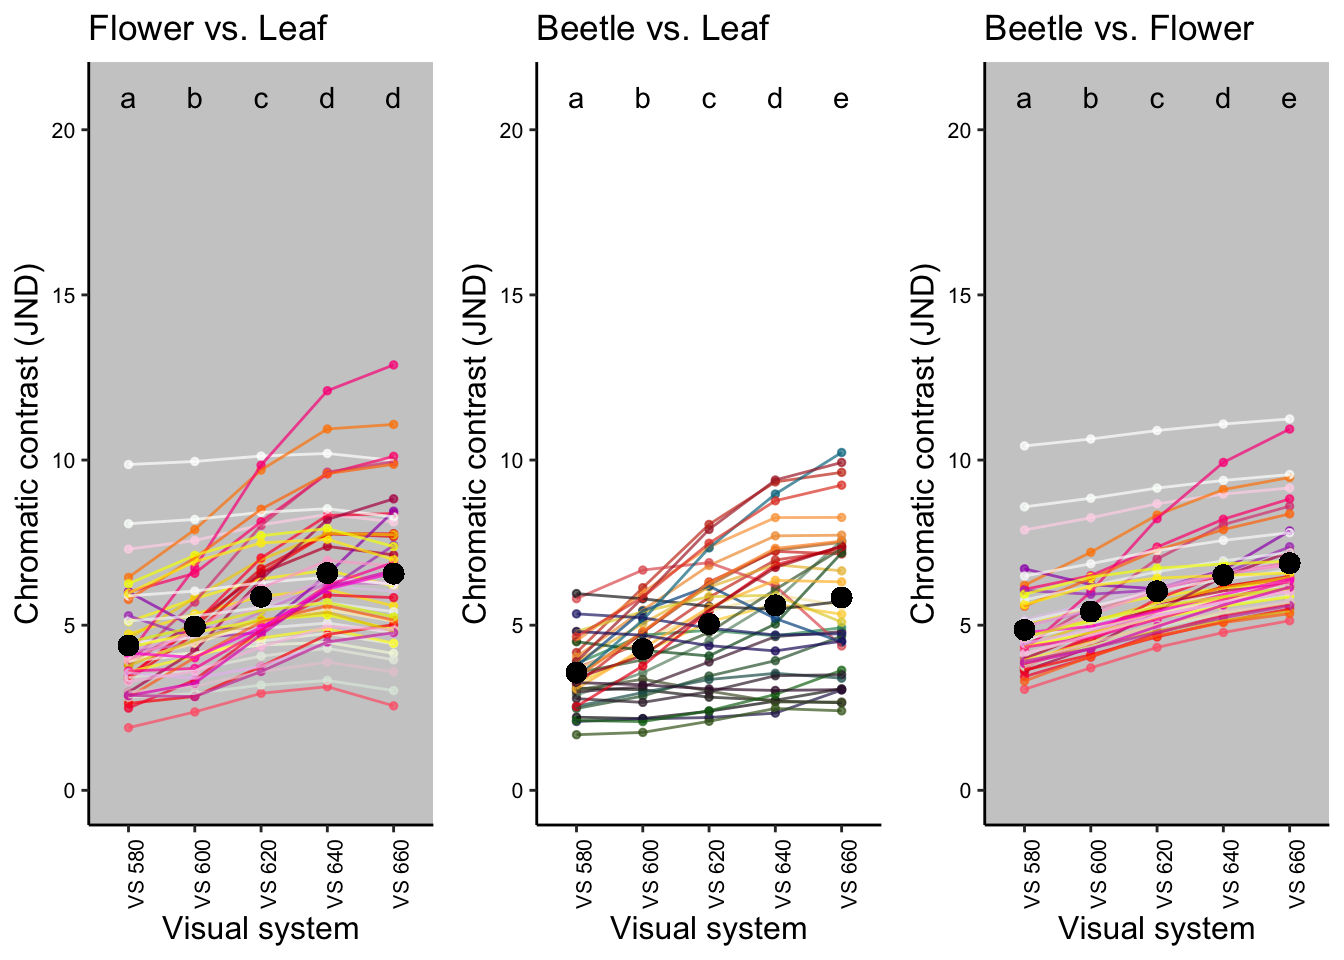 Flower vs. Leaf
a b c d d
20
15
10
5
0
Chromatic contrast (JND)
VS 580
VS 600
VS 620
VS 640
VS 660
Visual system
Beetle vs. Leaf
a b c d e
20
15
10
5
0
Chromatic contrast (JND)
VS 580
VS 600
VS 620
VS 640
VS 660
Visual system
Beetle vs. Flower
a b c d e
20
15
10
5
0
Chromatic contrast (JND)
VS 580
VS 600
VS 620
VS 640
VS 660
Visual system